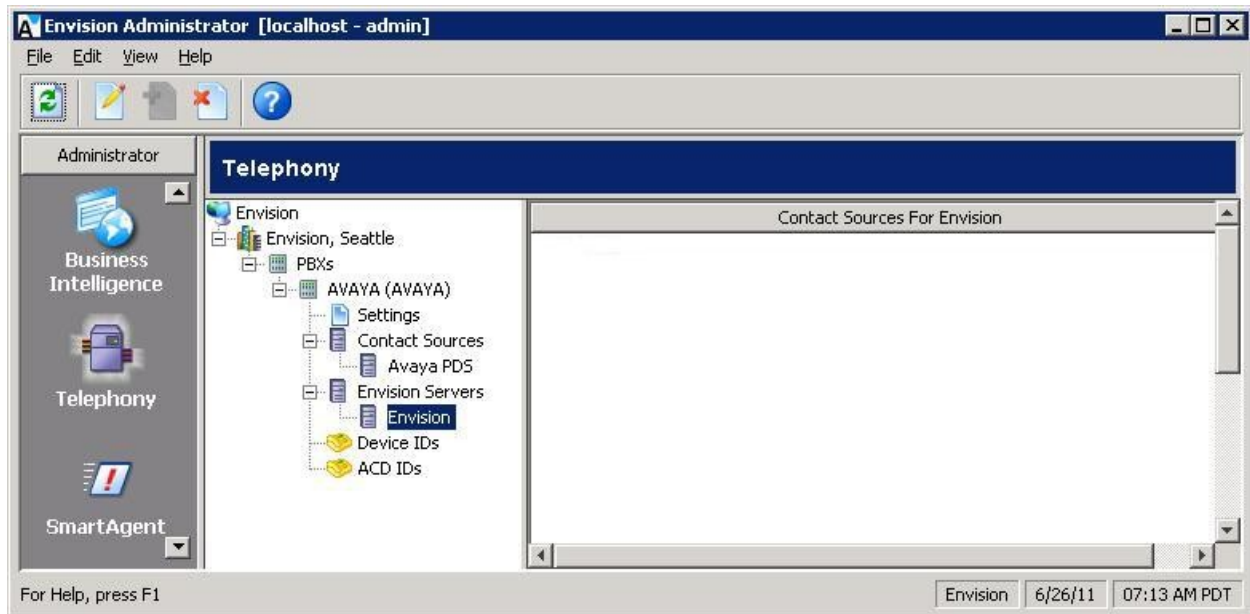 Envision Administrator [localhost - admin]
File Edit View Help
Administrator
Business
Intelligence
Telephony
SmartAgent
Telephony
Envision
Envision, Seattle
PBXs
AVAYA (AVAYA)
Settings
Contact Sources
Avaya PDS
Envision Servers
Envision
Device IDs
ACD IDs
Contact Sources For Envision
For Help, press F1
Envision 6/26/11 07:13 AM PDT